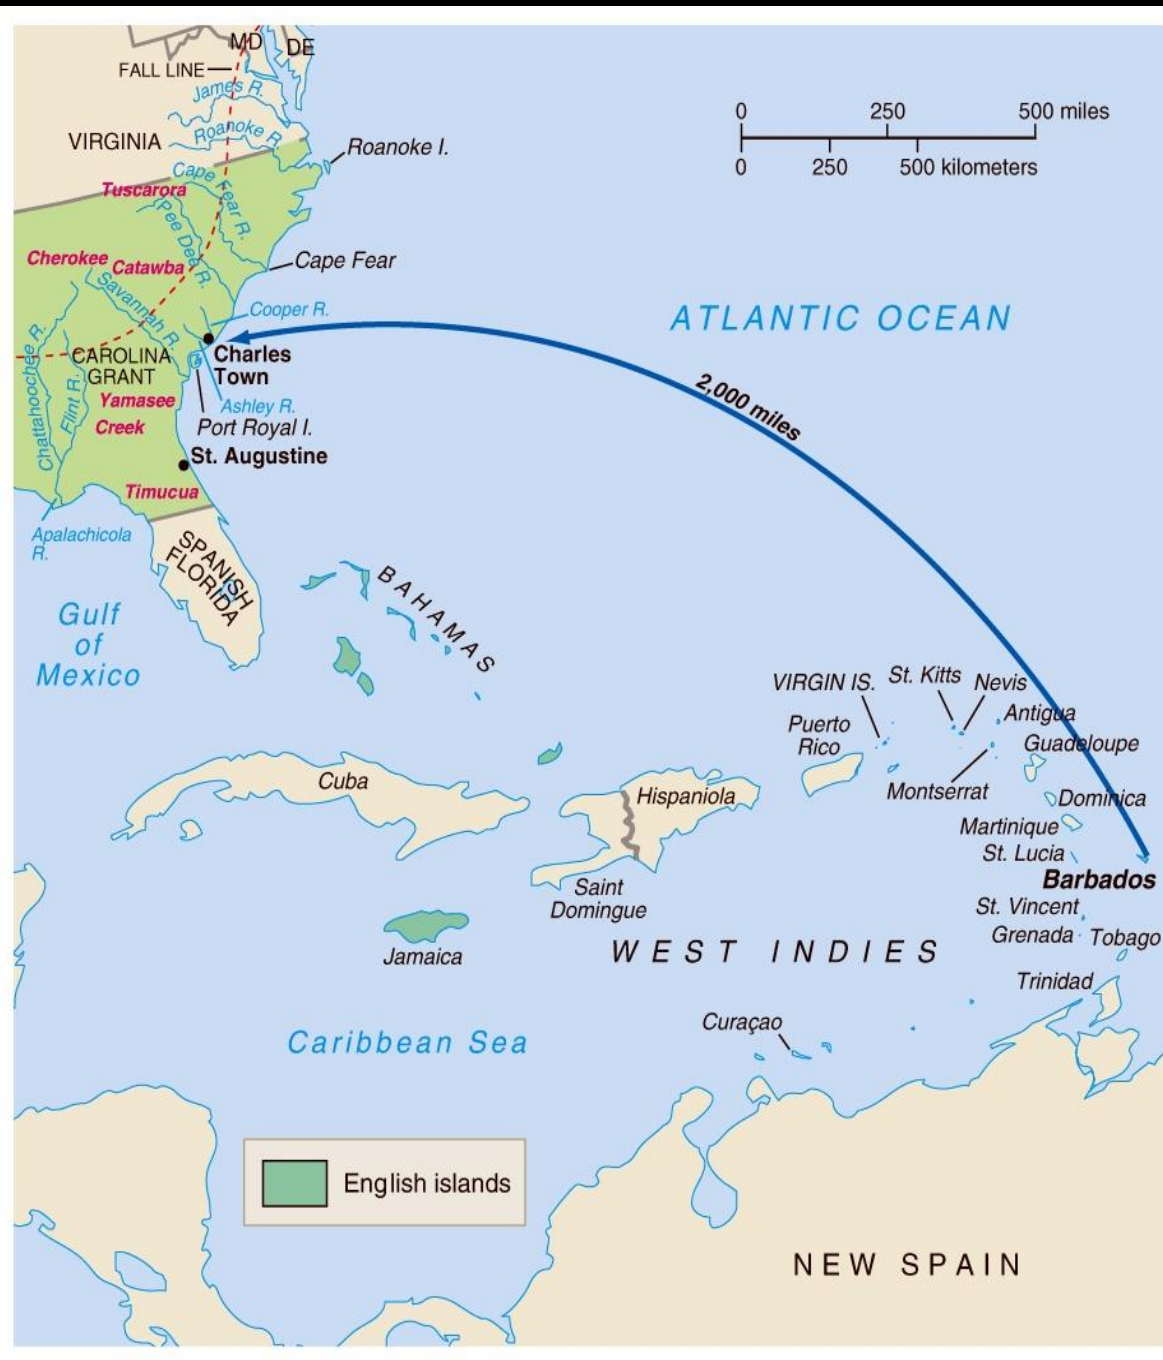 MD
DE
FALL LINE
James R.
Roanoke R.
VIRGINIA
Roanoke I.
0 250 500 miles
0 250 500 kilometers
Tuscarora
Cape Fear R.
Pee Dee R.
Cherokee
Catawba
Cape Fear
Savannah R.
Cooper R.
ATLANTIC OCEAN
Chattahoochee R.
Flint R.
CAROLINA
GRANT
Charles
Town
2,000 miles
Yamasee
Ashley R.
Creek
Port Royal I.
St. Augustine
Timucua
Apalachicola
R.
SPANISH
FLORIDA
BAHAMAS
Gulf
of
Mexico
VIRGIN IS.
St. Kitts
Nevis
Antigua
Puerto
Rico
Guadeloupe
Cuba
Hispaniola
Montserrat
Dominica
Martinique
St. Lucia
Barbados
Saint
Domingue
St. Vincent
Grenada
Tobago
Jamaica
WEST INDIES
Trinidad
Curaçao
Caribbean Sea
English islands
NEW SPAIN